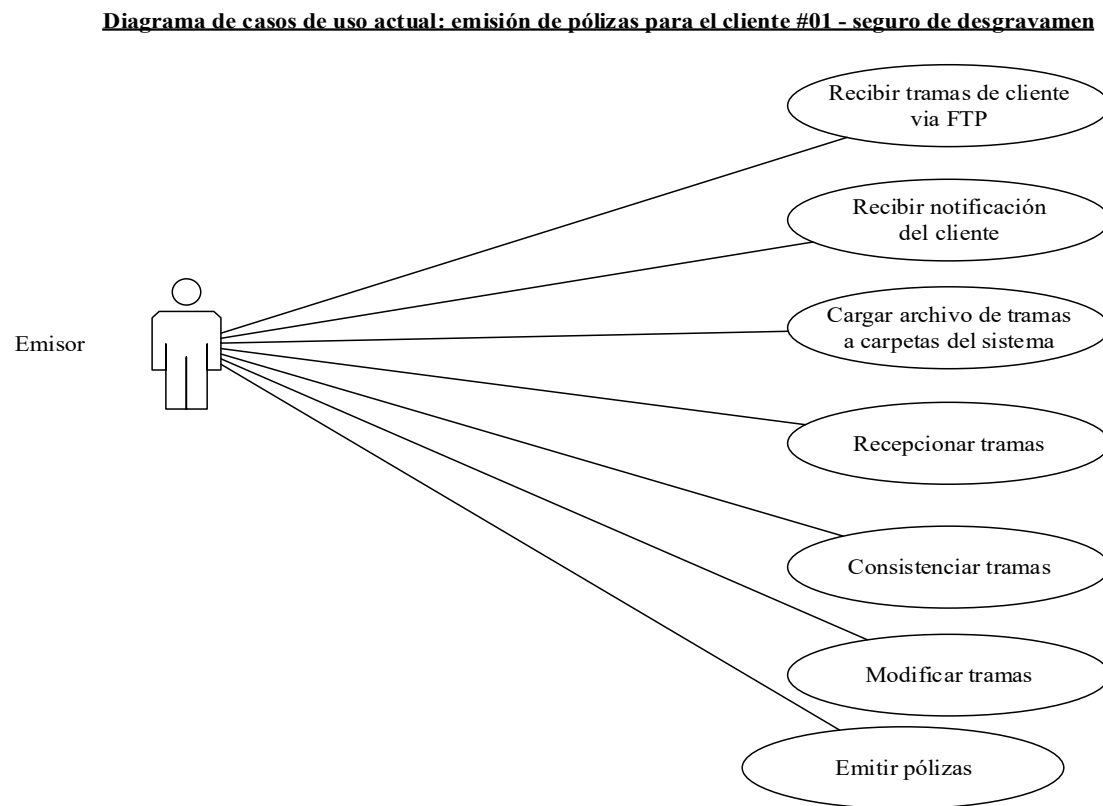 Diagrama de casos de uso actual: emisión de pólizas para el cliente #01 - seguro de desgravamen
Recibir tramas de cliente
via FTP
Recibir notificación
del cliente
Cargar archivo de tramas
a carpetas del sistema
Emisor
Recepcionar tramas
Consistenciar tramas
Modificar tramas
Emitir pólizas